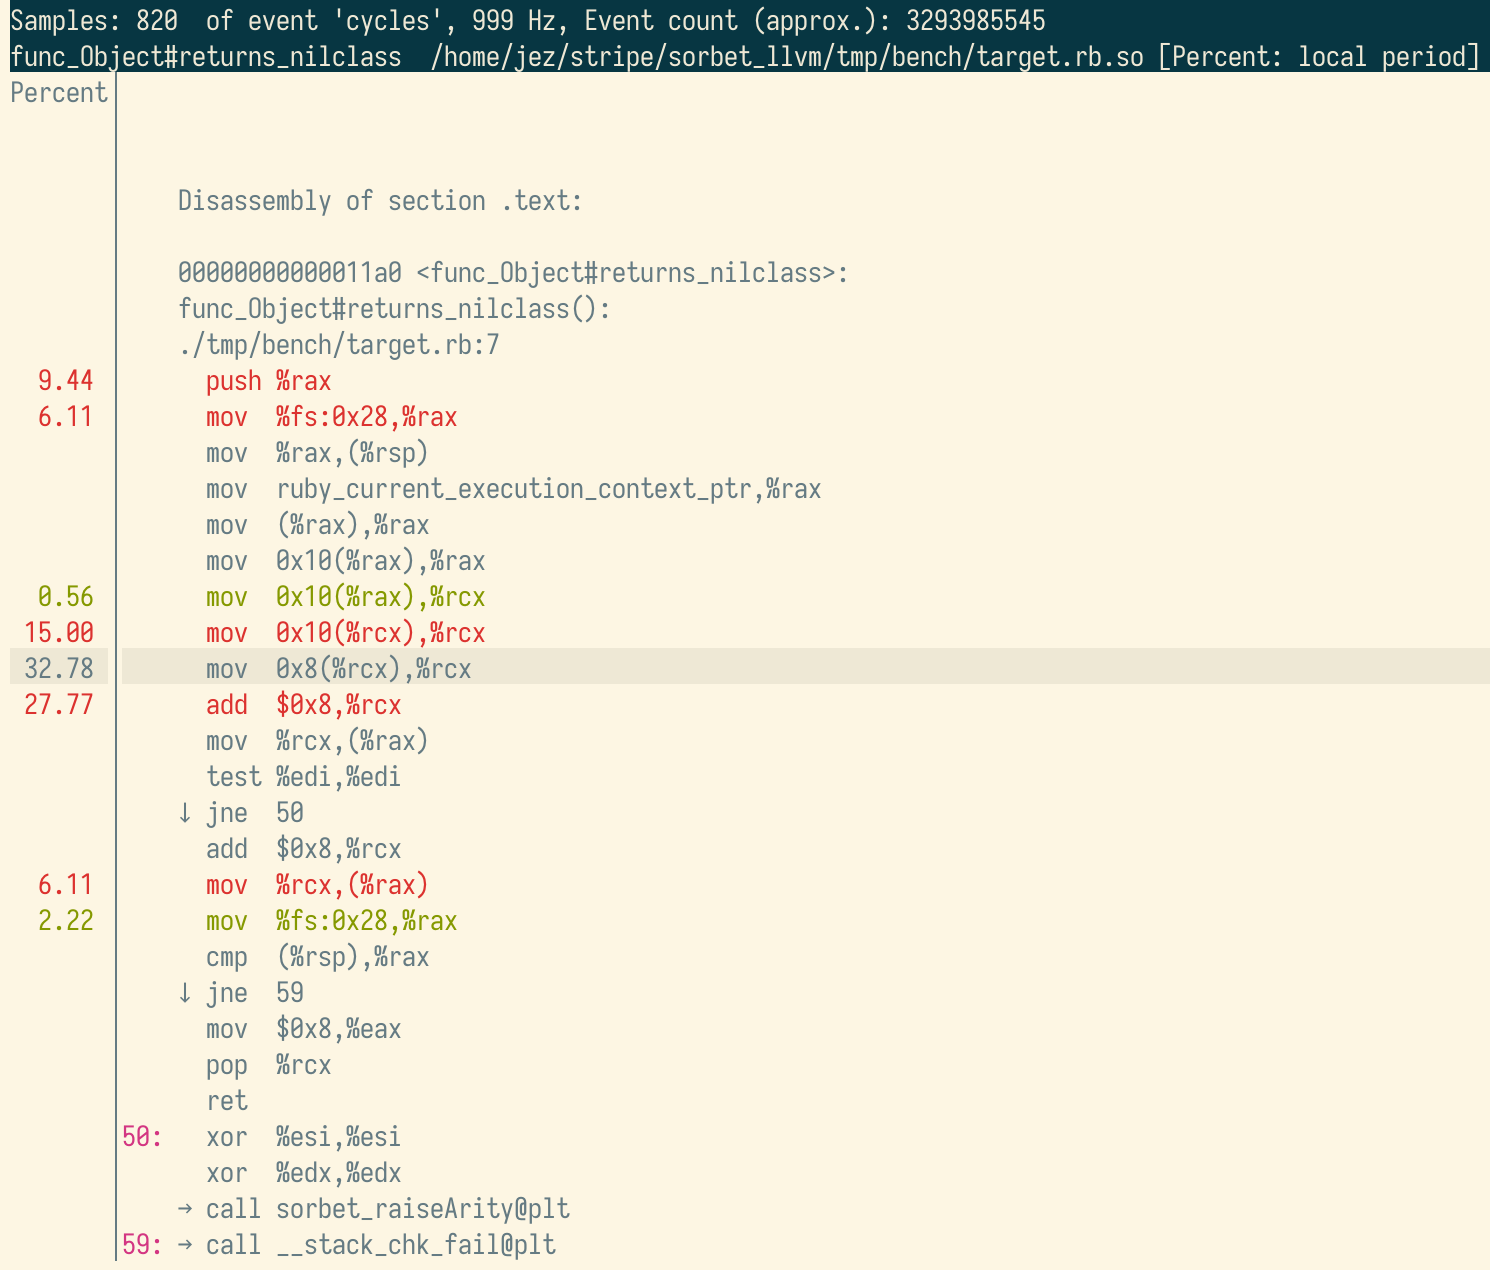 Samples: 820  of event 'cycles', 999 Hz, Event count (approx.): 3293985545
func_Object#returns_nilclass  /home/jez/stripe/sorbet_llvm/tmp/bench/target.rb.so [Percent: local period]
Percent
Disassembly of section .text:
00000000000011a0 <func_Object#returns_nilclass>:
func_Object#returns_nilclass():
./tmp/bench/target.rb:7
9.44 push %rax
6.11 mov %fs:0x28,%rax
mov %rax,(%rsp)
mov ruby_current_execution_context_ptr,%rax
mov (%rax),%rax
mov 0x10(%rax),%rax
0.56 mov 0x10(%rax),%rcx
15.00 mov 0x10(%rcx),%rcx
32.78 mov 0x8(%rcx),%rcx
27.77 add $0x8,%rcx
mov %rcx,(%rax)
test %edi,%edi
↓ jne 50
add $0x8,%rcx
6.11 mov %rcx,(%rax)
2.22 mov %fs:0x28,%rax
cmp (%rsp),%rax
↓ jne 59
mov $0x8,%eax
pop %rcx
ret
50: xor %esi,%esi
xor %edx,%edx
→ call sorbet_raiseArity@plt
59: → call __stack_chk_fail@plt